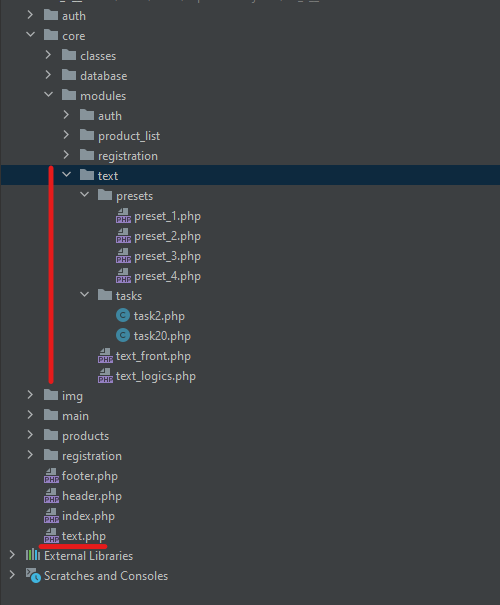 auth
core
classes
database
modules
auth
product_list
registration
text
presets
preset_1.php
preset_2.php
preset_3.php
preset_4.php
tasks
task2.php
task20.php
text_front.php
text_logics.php
img
main
products
registration
footer.php
header.php
index.php
text.php
External Libraries
Scratches and Consoles